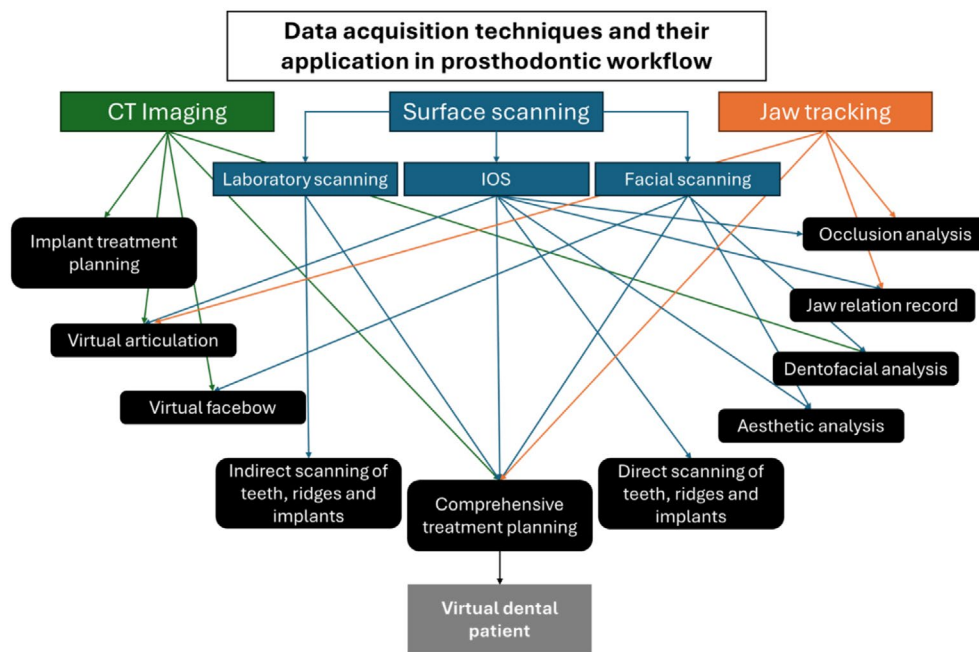 Data acquisition techniques and their
application in prosthodontic workflow
CT Imaging
Surface scanning
Jaw tracking
Laboratory scanning
IOS
Facial scanning
Implant treatment
planning
Occlusion analysis
Jaw relation record
Virtual articulation
Dentofacial analysis
Virtual facebow
Aesthetic analysis
Indirect scanning of
teeth, ridges and
implants
Comprehensive
treatment planning
Direct scanning of
teeth, ridges and
implants
Virtual dental
patient